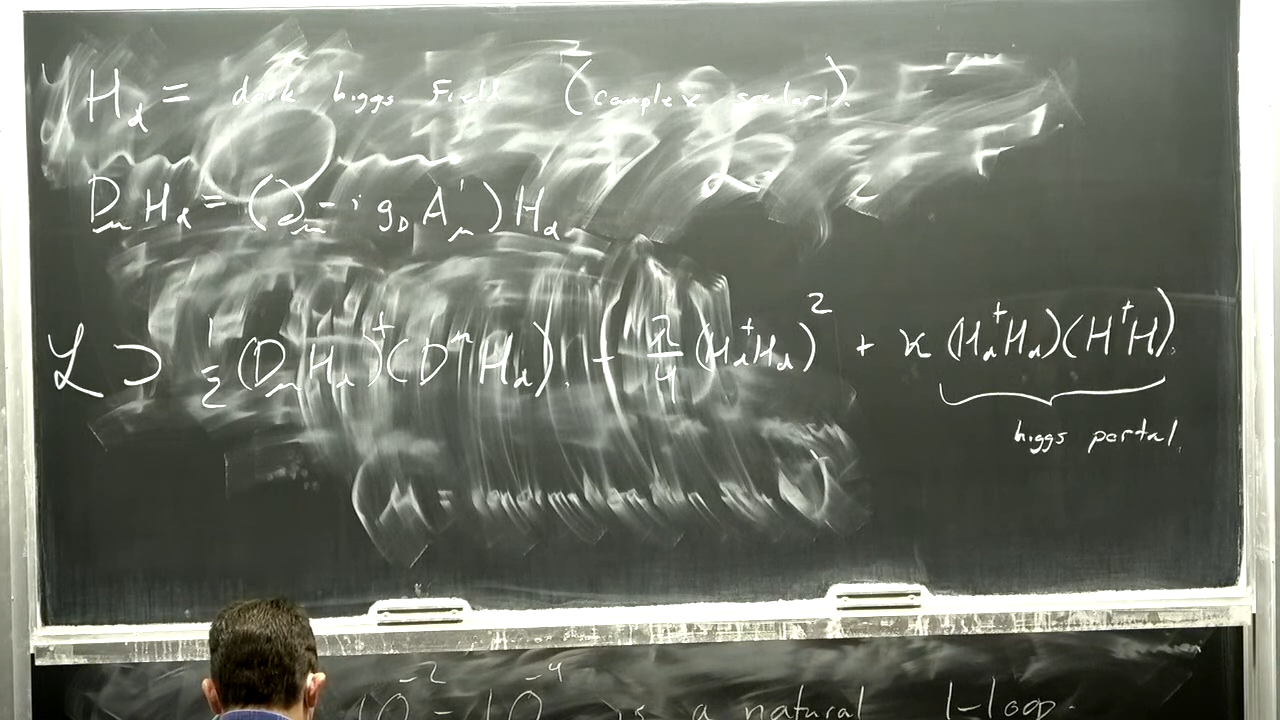 H_d = dark higgs Field (complex scalar).
D_μ H_d = (∂_μ - i g_D A'_μ) H_d
ℒ ⊃ 1/2 (D_μ H_d)^† (D^μ H_d) - λ/4 (H_d^† H_d)^2 + κ (H_d^† H_d)(H^† H).
higgs portal.
(μ = renormalization
10^-2 - 10^-4 is a natural 1-loop.